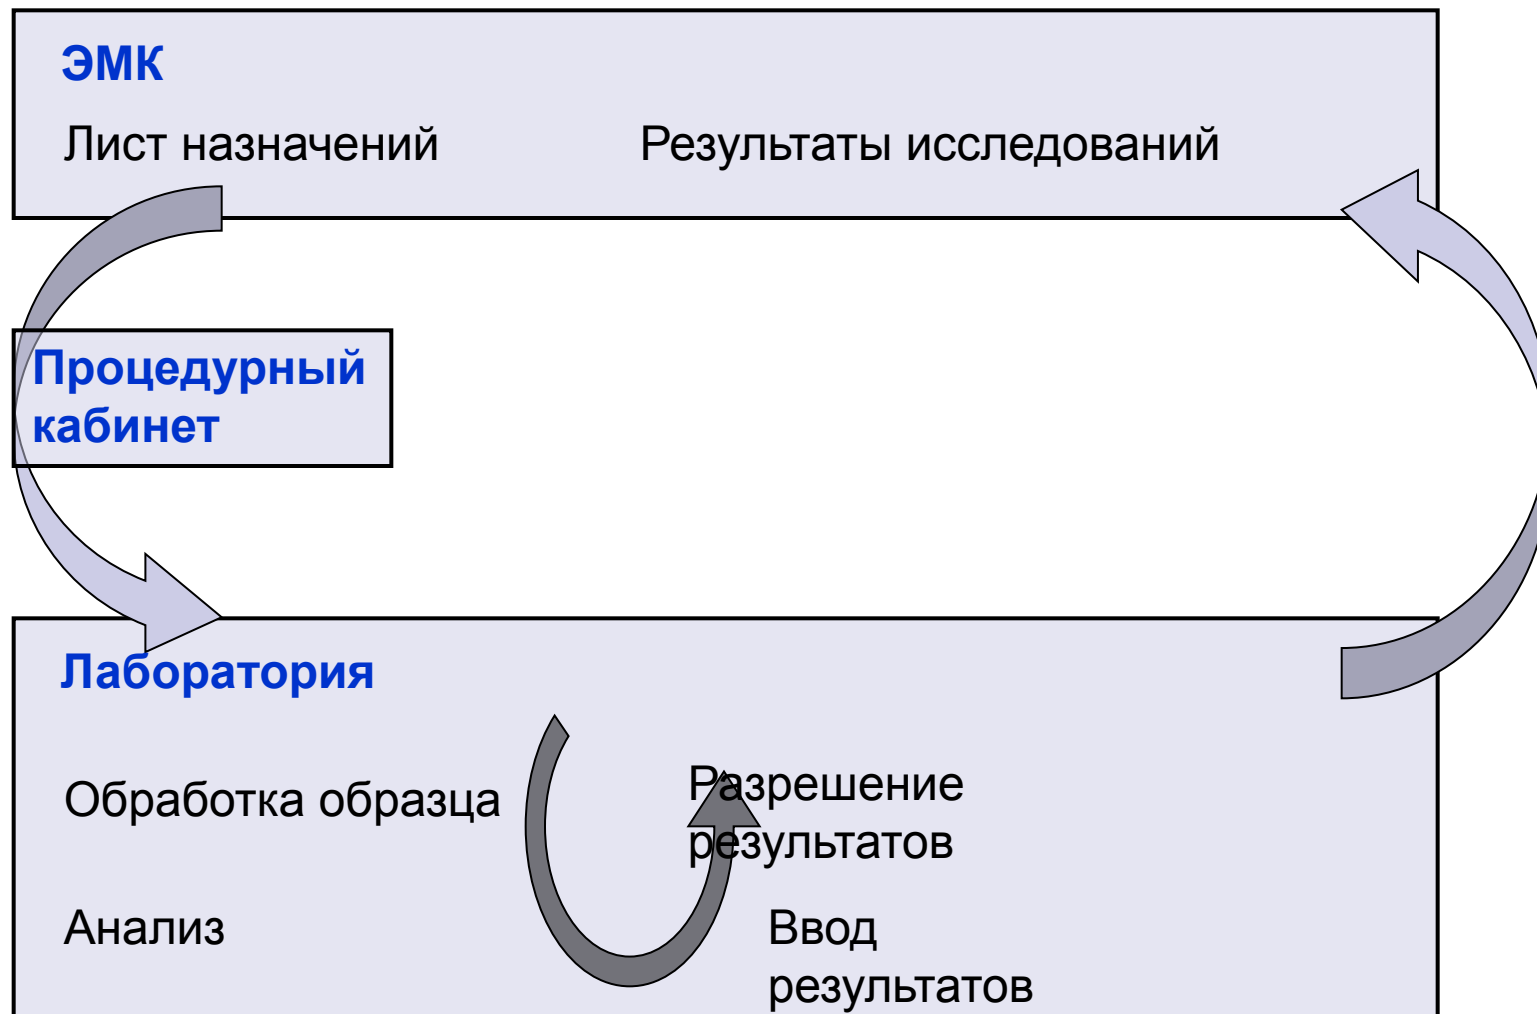 ЭМК
Лист назначений
Результаты исследований
Процедурный
кабинет
Лаборатория
Обработка образца
Разрешение
результатов
Анализ
Ввод
результатов